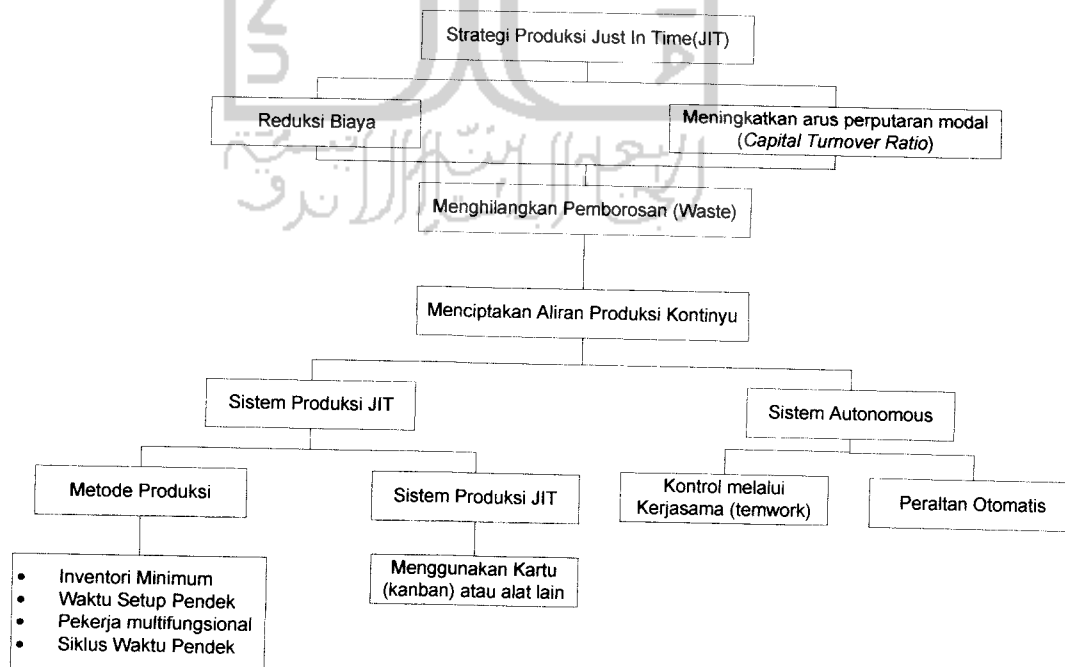 Strategi Produksi Just In Time(JIT)
Reduksi Biaya
Meningkatkan arus perputaran modal
(Capital Turnover Ratio)
Menghilangkan Pemborosan (Waste)
Menciptakan Aliran Produksi Kontinyu
Sistem Produksi JIT
Sistem Autonomous
Metode Produksi
Sistem Produksi JIT
Kontrol melalui
Kerjasama (temwork)
Peraltan Otomatis
• Inventori Minimum
• Waktu Setup Pendek
• Pekerja multifungsional
• Siklus Waktu Pendek
Menggunakan Kartu
(kanban) atau alat lain